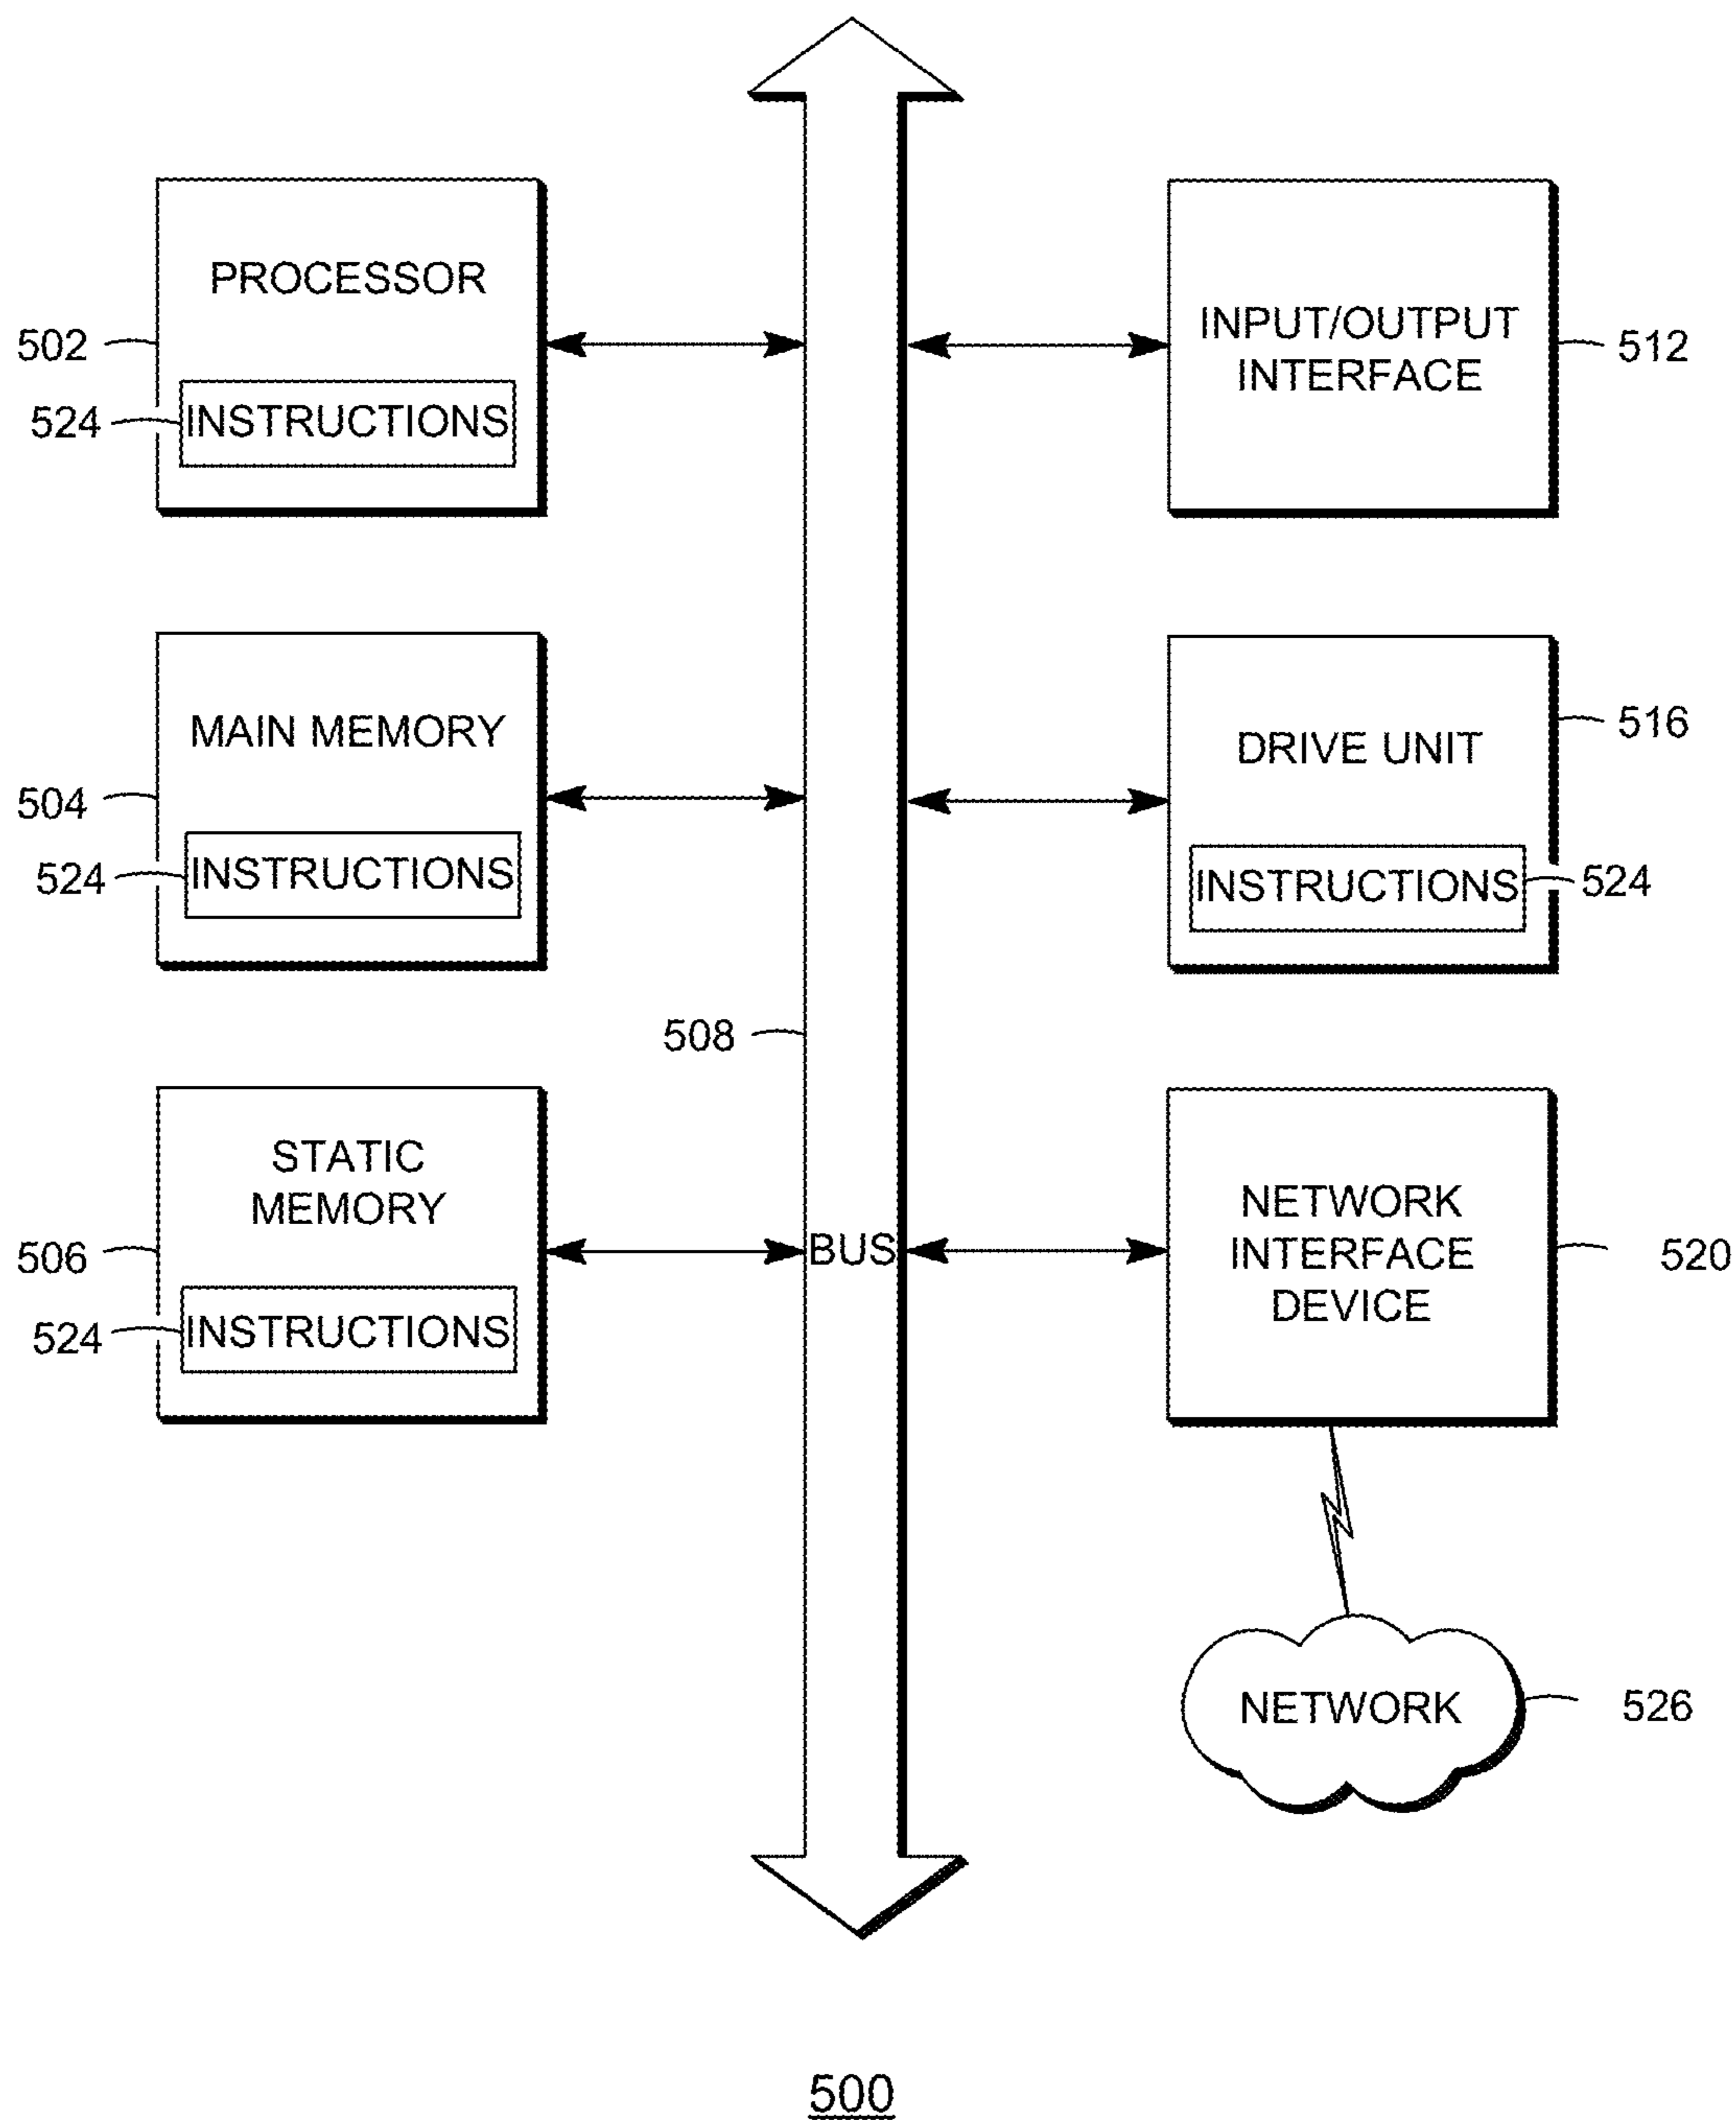 PROCESSOR
502
524
INSTRUCTIONS
INPUT/OUTPUT
INTERFACE
512
MAIN MEMORY
504
524
INSTRUCTIONS
516
DRIVE UNIT
INSTRUCTIONS
524
508
STATIC
MEMORY
506
524
INSTRUCTIONS
BUS
NETWORK
INTERFACE
DEVICE
520
NETWORK
526
500